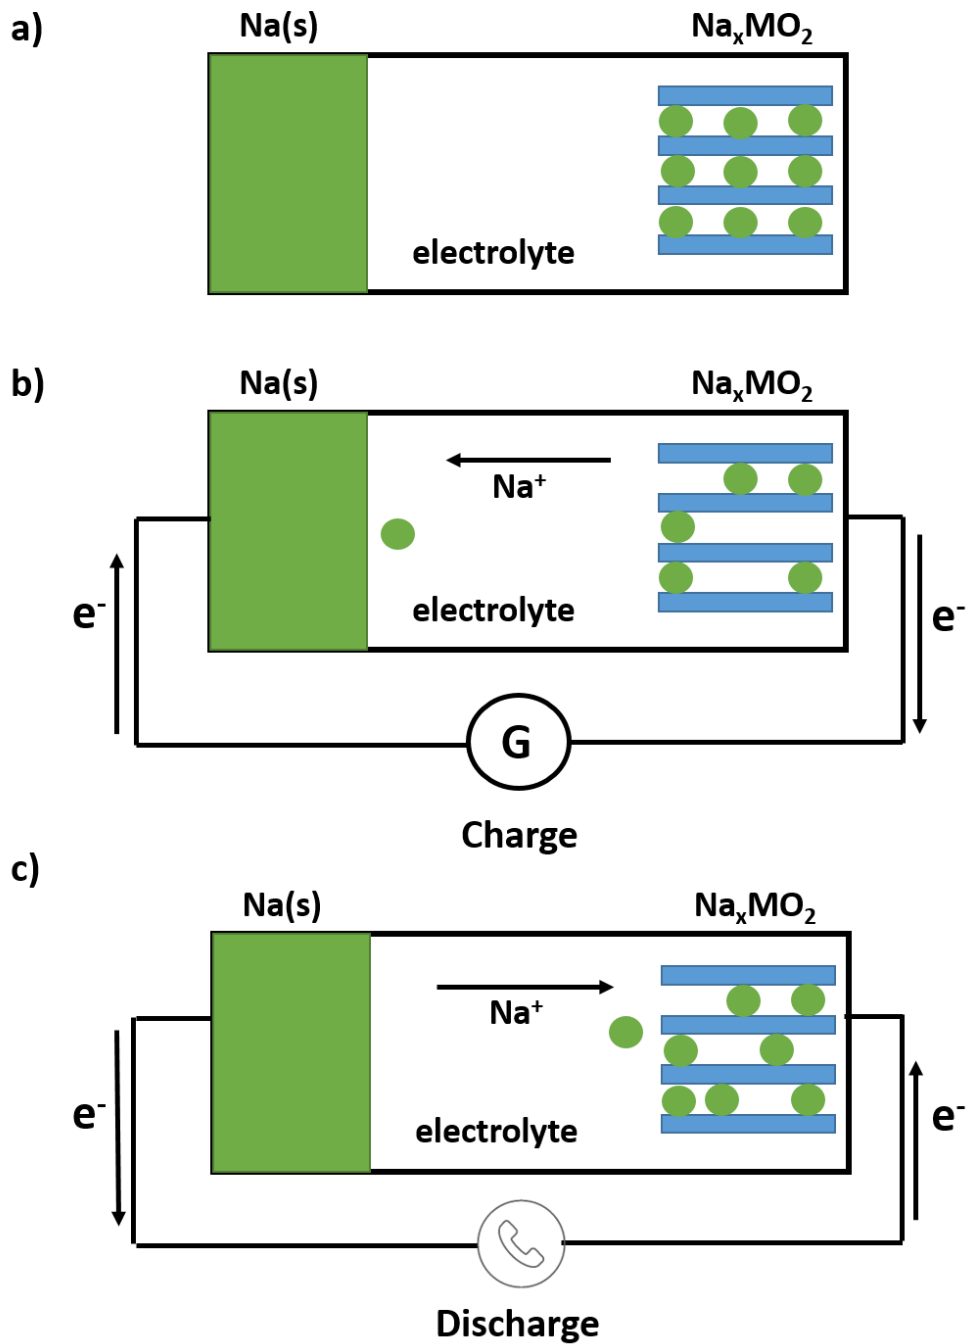 a)
Na(s)
NaₓMO₂
electrolyte
b)
Na(s)
NaₓMO₂
Na⁺
e⁻
electrolyte
e⁻
G
Charge
c)
Na(s)
NaₓMO₂
Na⁺
e⁻
electrolyte
e⁻
Discharge